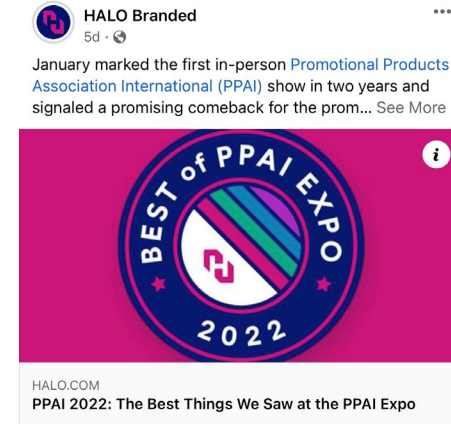 HALO Branded
5d ·
January marked the first in-person Promotional Products
Association International (PPAI) show in two years and
signaled a promising comeback for the prom... See More
i
BEST of PPAI EXPO
2022
HALO.COM
PPAI 2022: The Best Things We Saw at the PPAI Expo